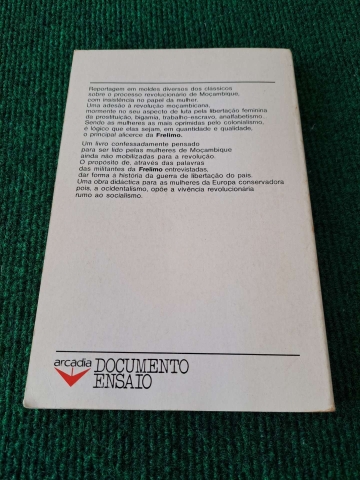 Reportagem em moldes diversos dos clássicos
sobre o processo revolucionário de Moçambique,
com insistência no papel da mulher.
Uma adesão à revolução moçambicana,
mormente no seu aspecto de luta pela libertação feminina
da prostituição, bigamia, trabalho-escravo, analfabetismo...
Sendo as mulheres as mais oprimidas pelo colonialismo,
é lógico que elas sejam, em quantidade e qualidade,
o principal alicerce da Frelimo.
Um livro confessadamente pensado
para ser lido pelas mulheres de Moçambique
ainda não mobilizadas para a revolução.
O propósito de, através das palavras
das militantes da Frelimo entrevistadas,
dar forma à história da guerra de libertação do país.
Uma obra didáctica para as mulheres da Europa conservadora
pois, a ocidentalismo, opõe a vivência revolucionária
rumo ao socialismo.
arcádia
DOCUMENTO
ENSAIO